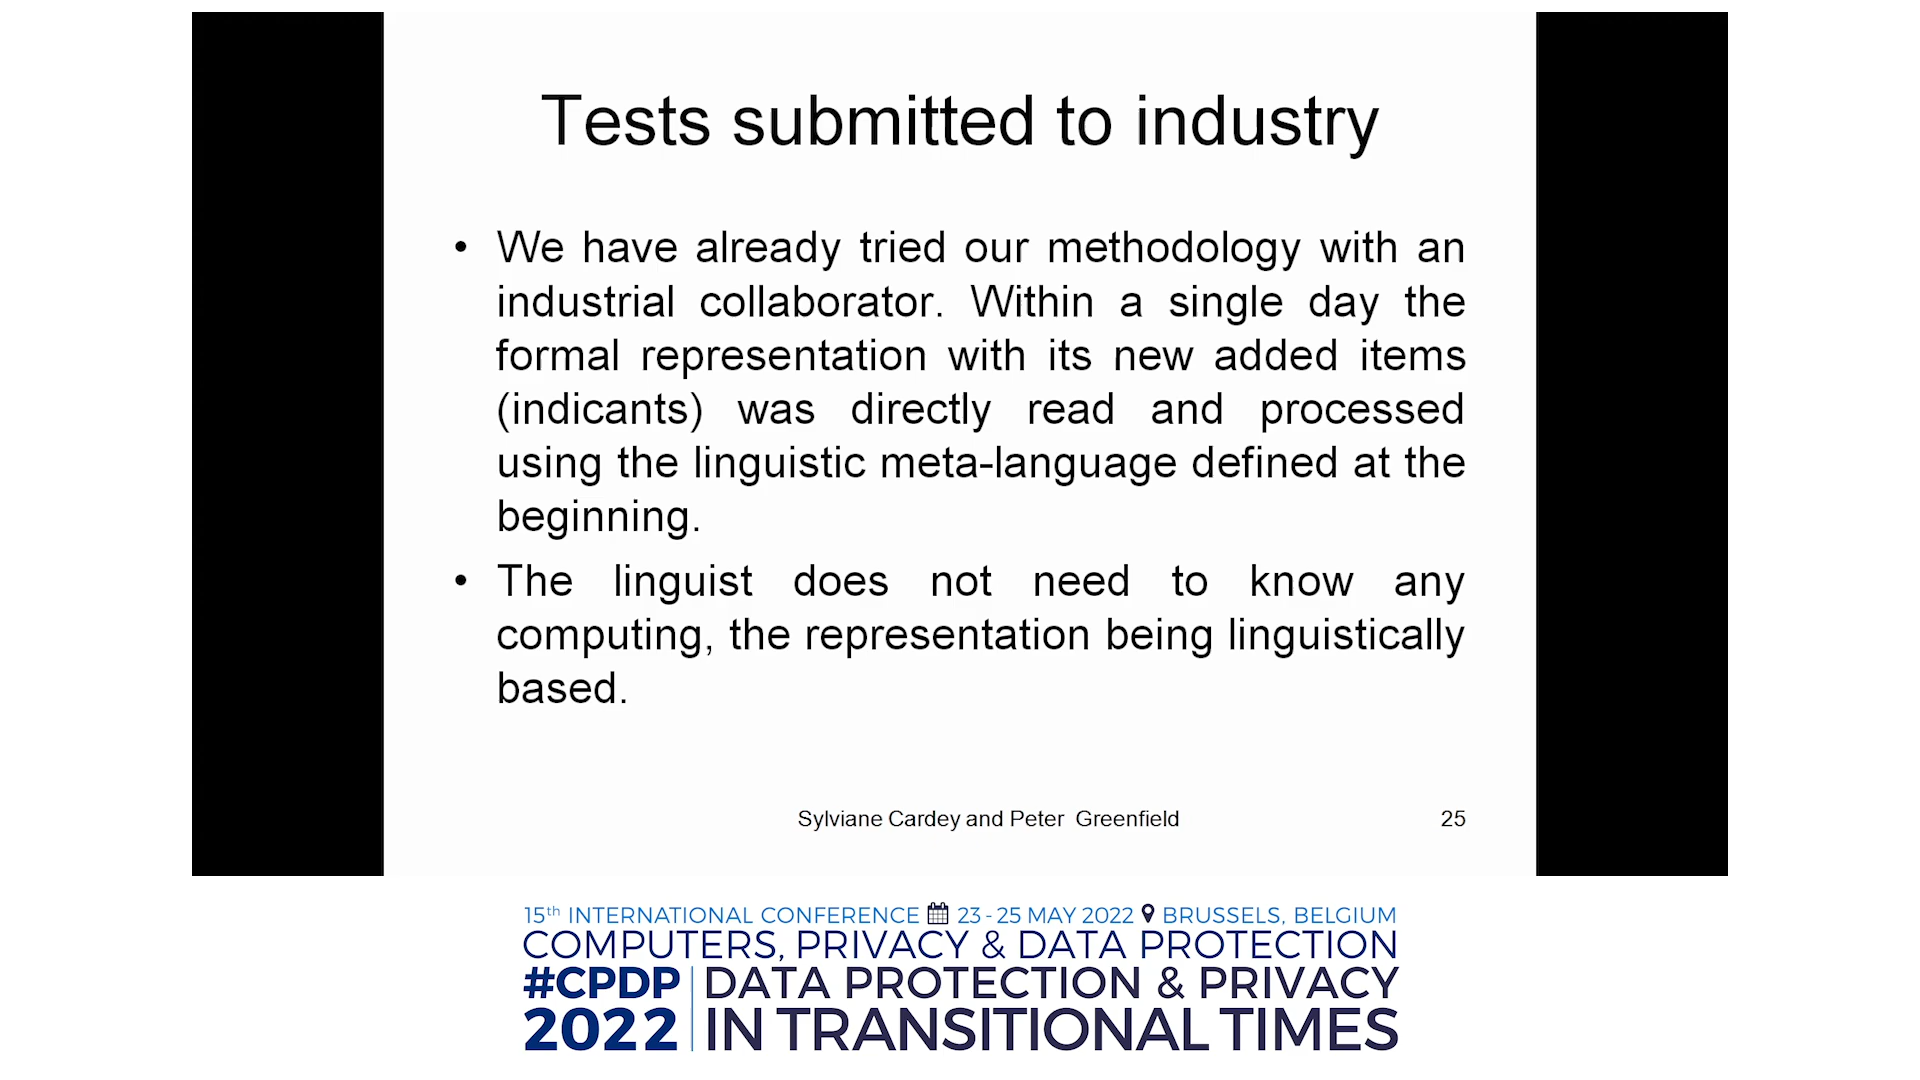 Tests submitted to industry
• We have already tried our methodology with an
industrial collaborator. Within a single day the
formal representation with its new added items
(indicants) was directly read and processed
using the linguistic meta-language defined at the
beginning.
• The linguist does not need to know any
computing, the representation being linguistically
based.
Sylviane Cardey and Peter Greenfield 25
15th INTERNATIONAL CONFERENCE 23 - 25 MAY 2022 BRUSSELS, BELGIUM
COMPUTERS, PRIVACY & DATA PROTECTION
#CPDP DATA PROTECTION & PRIVACY
2022 IN TRANSITIONAL TIMES